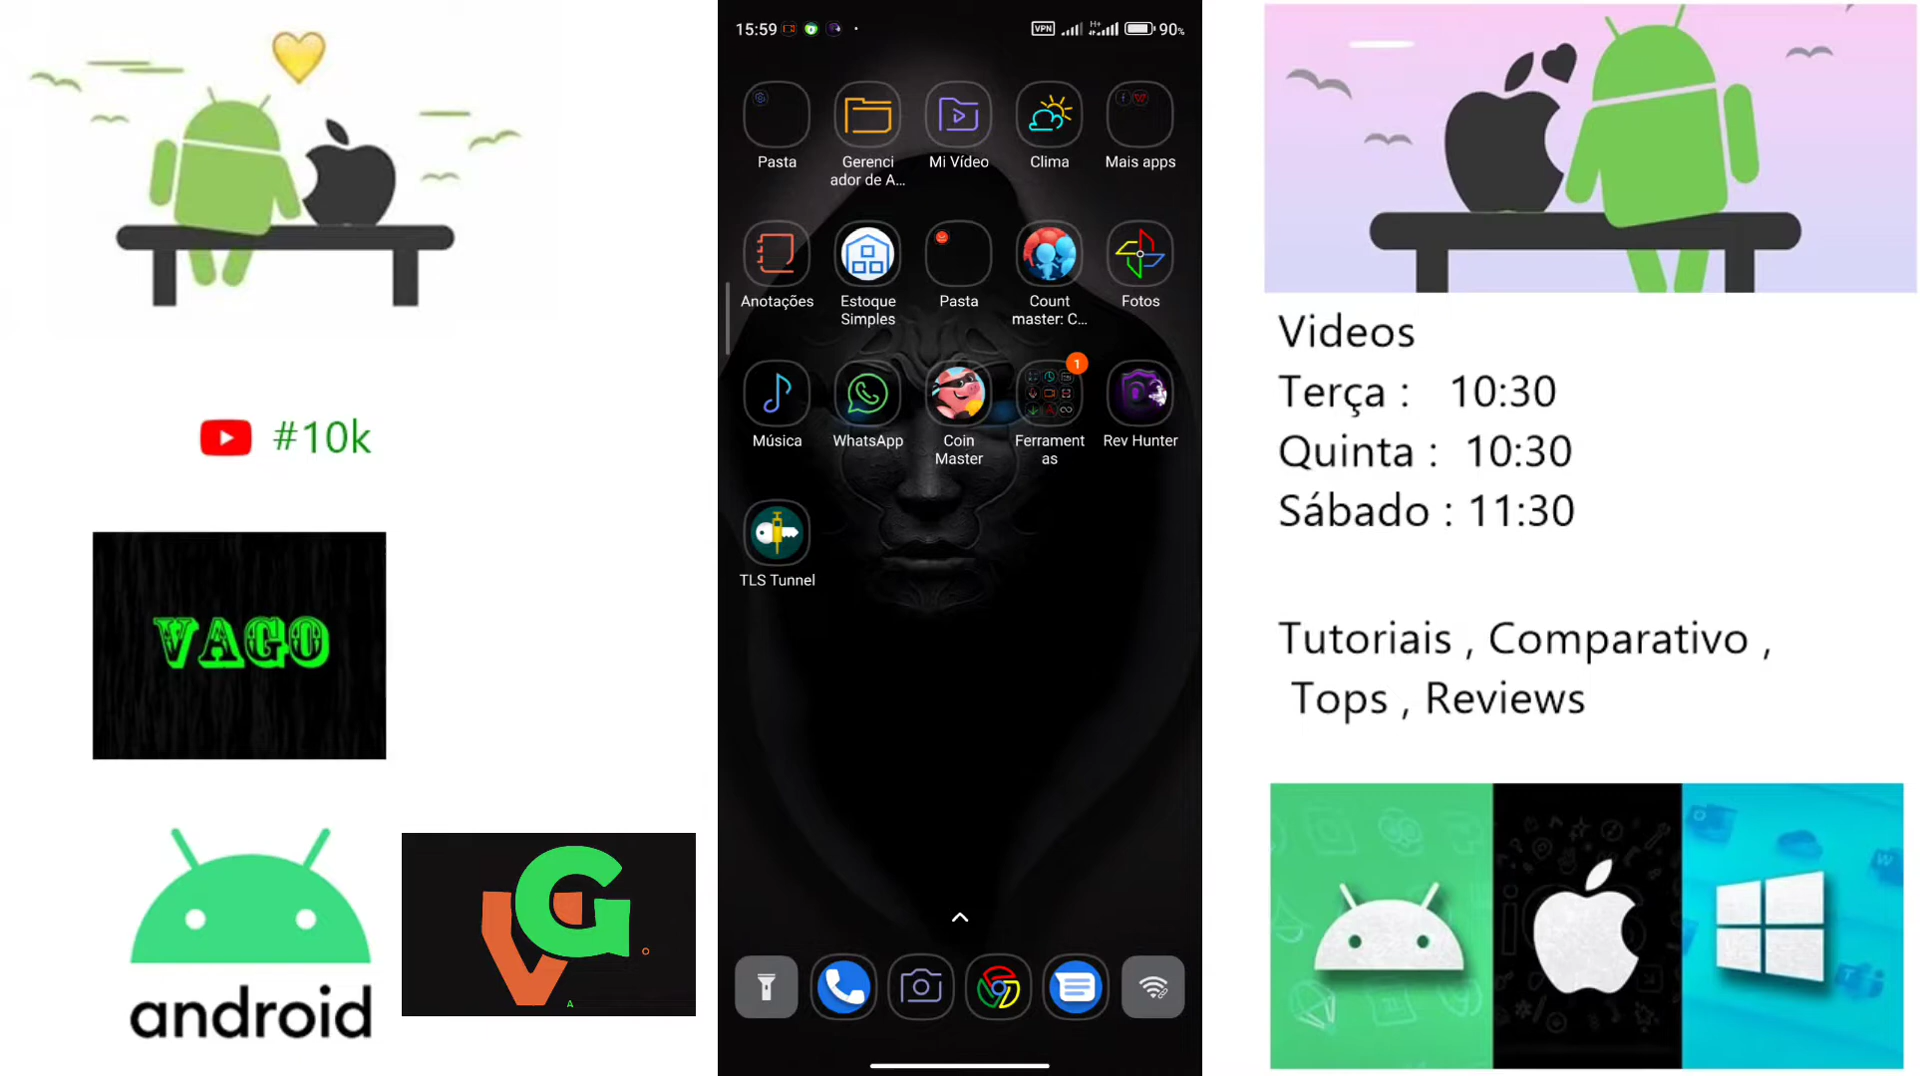 #10k
VAGO
android
G
V
A
15:59
VPN
H+
90%
Pasta
Gerenci
ador de A...
Mi Vídeo
Clima
Mais apps
Anotações
Estoque
Simples
Pasta
Count
master: C...
Fotos
Música
WhatsApp
Coin
Master
1
Ferrament
as
Rev Hunter
TLS Tunnel
Videos
Terça : 10:30
Quinta : 10:30
Sábado : 11:30
Tutoriais , Comparativo ,
Tops , Reviews